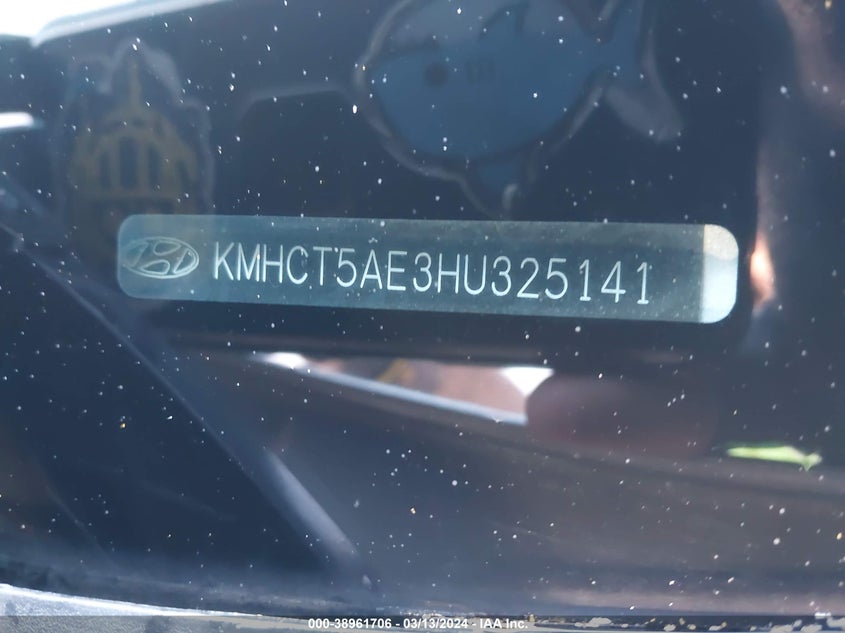 KMHCT5AE3HU325141
000-38961706 - 03/13/2024 - IAA Inc.